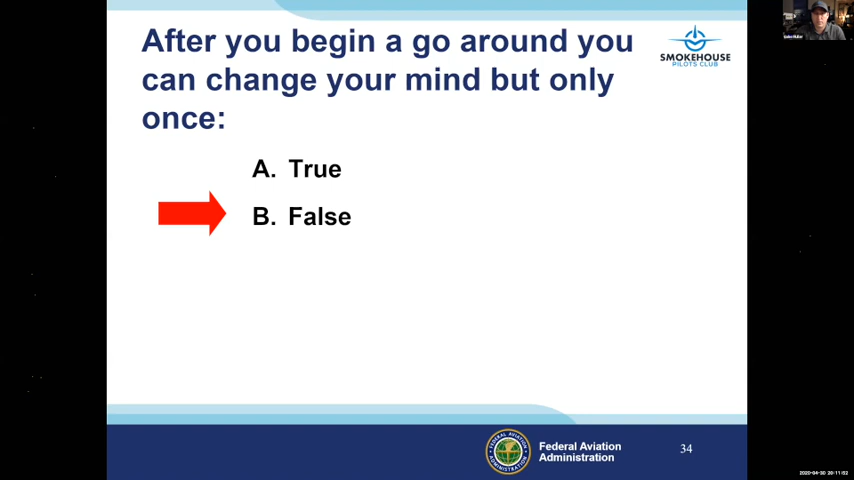 After you begin a go around you
can change your mind but only
once:
SMOKEHOUSE
PILOTS CLUB
A. True
B. False
Federal Aviation
Administration
34